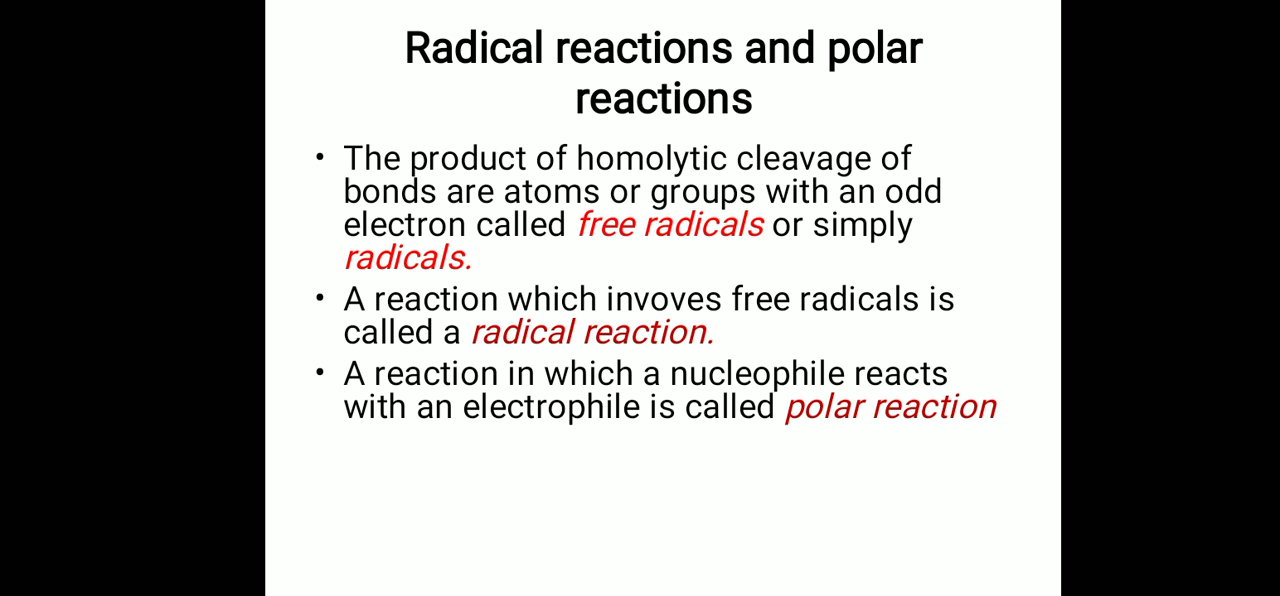 Radical reactions and polar
reactions
• The product of homolytic cleavage of
bonds are atoms or groups with an odd
electron called free radicals or simply
radicals.
• A reaction which invoves free radicals is
called a radical reaction.
• A reaction in which a nucleophile reacts
with an electrophile is called polar reaction